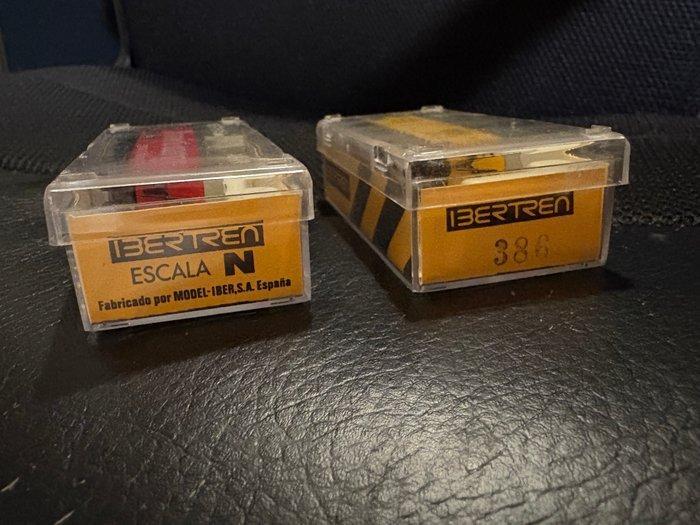 IBERTREN
ESCALA N
Fabricado por MODEL-IBER,S.A. España
IBERTREN
386